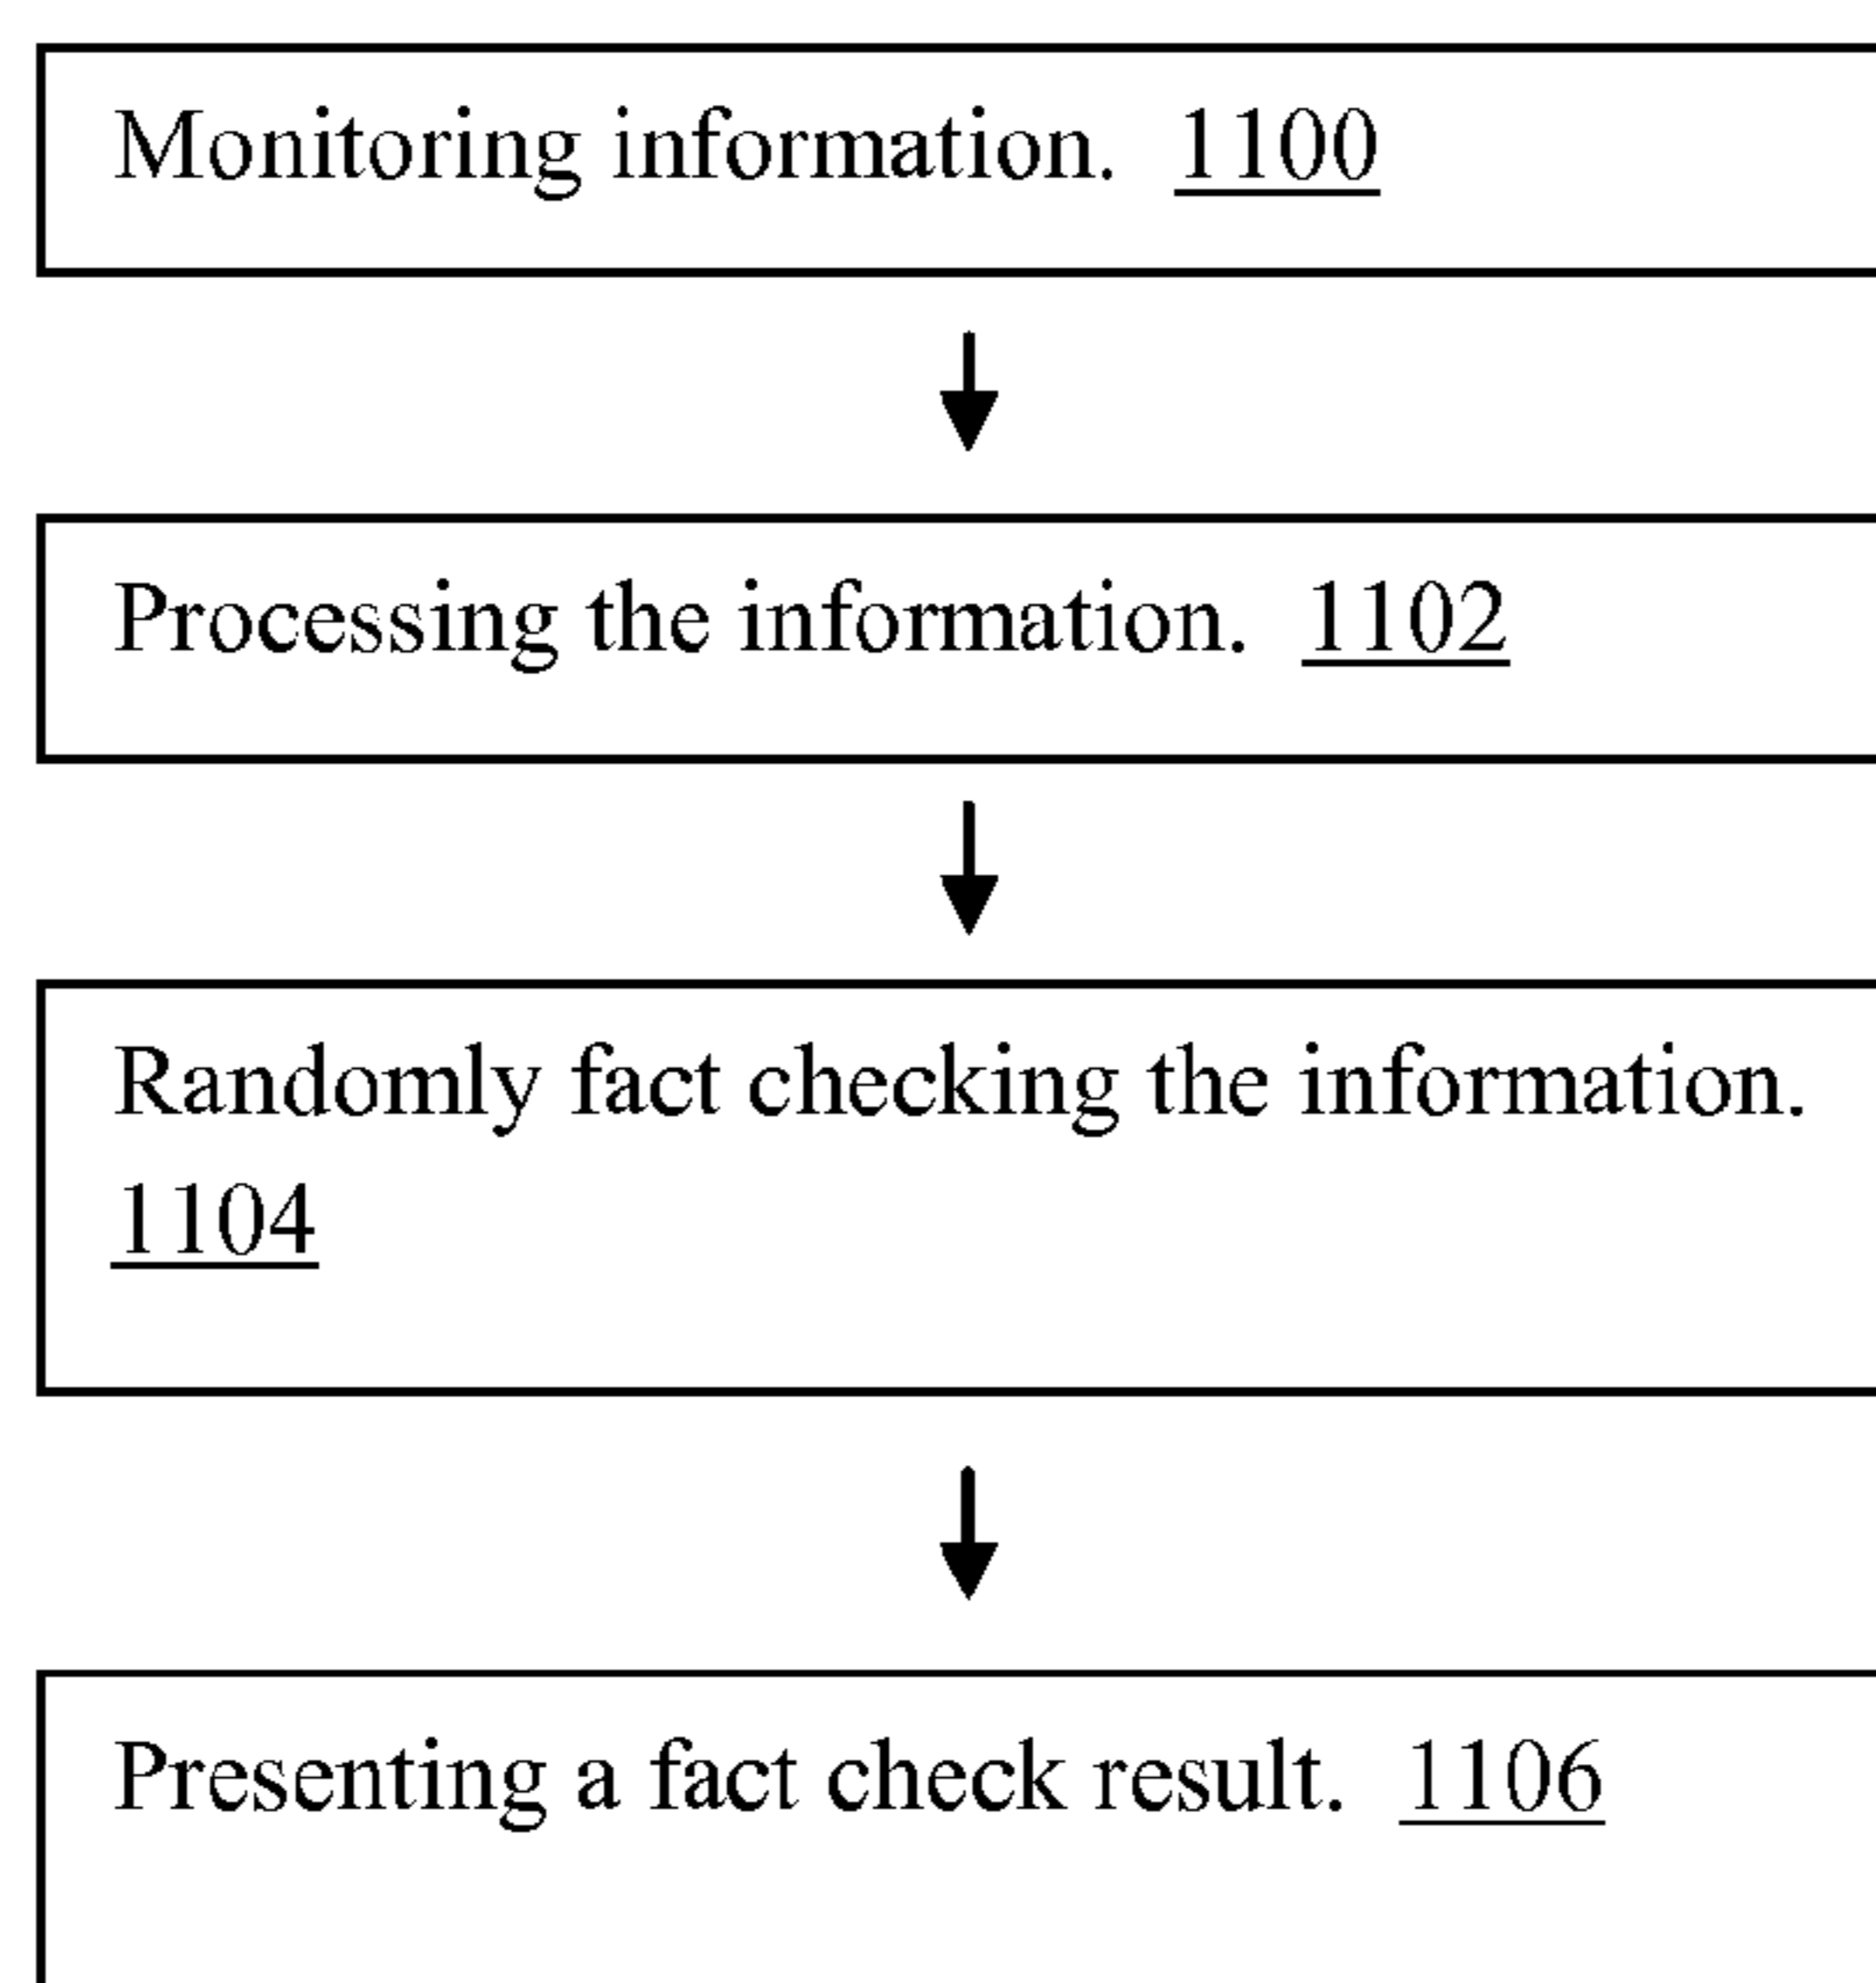 Monitoring information. 1100
Processing the information. 1102
Randomly fact checking the information.
1104
Presenting a fact check result. 1106